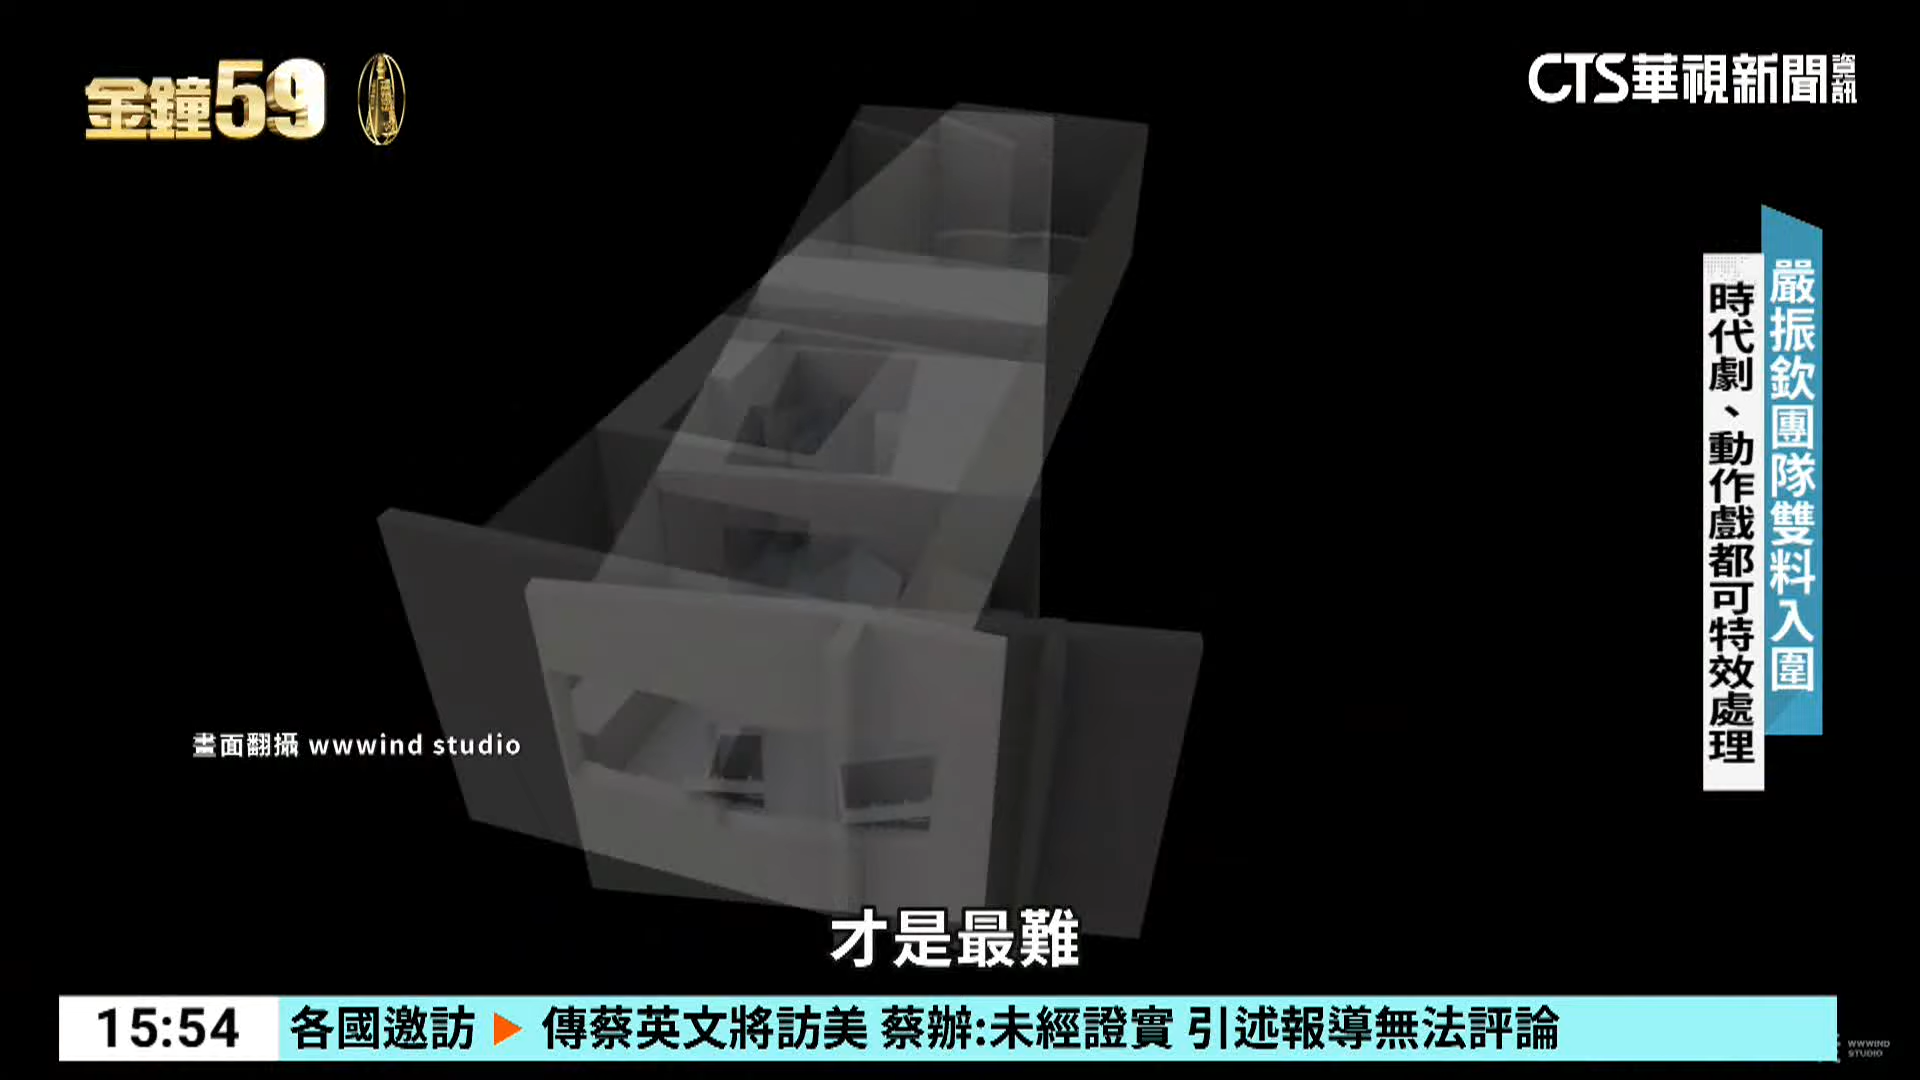 金鐘59
CTS華視新聞資訊
嚴振欽團隊雙料入圍
時代劇、動作戲都可特效處理
畫面翻攝 wwwind studio
才是最難
15:54 各國邀訪 ▶ 傳蔡英文將訪美 蔡辦:未經證實 引述報導無法評論
WWWIND
STUDIO